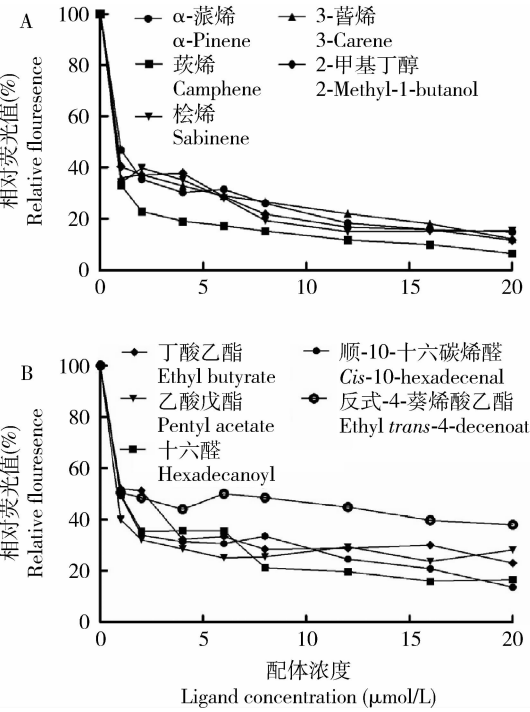 A
α-蒎烯
α-Pinene
莰烯
Camphene
桧烯
Sabinene
3-蒈烯
3-Carene
2-甲基丁醇
2-Methyl-1-butanol
相对荧光值(%)
Relative flouresence
100
80
60
40
20
0
0
5
10
15
20
B
丁酸乙酯
Ethyl butyrate
乙酸戊酯
Pentyl acetate
十六醛
Hexadecanoyl
顺-10-十六碳烯醛
Cis-10-hexadecenal
反式-4-葵烯酸乙酯
Ethyl trans-4-decenoat
相对荧光值(%)
Relative flouresence
100
80
60
40
20
0
0
5
10
15
20
配体浓度
Ligand concentration (μmol/L)